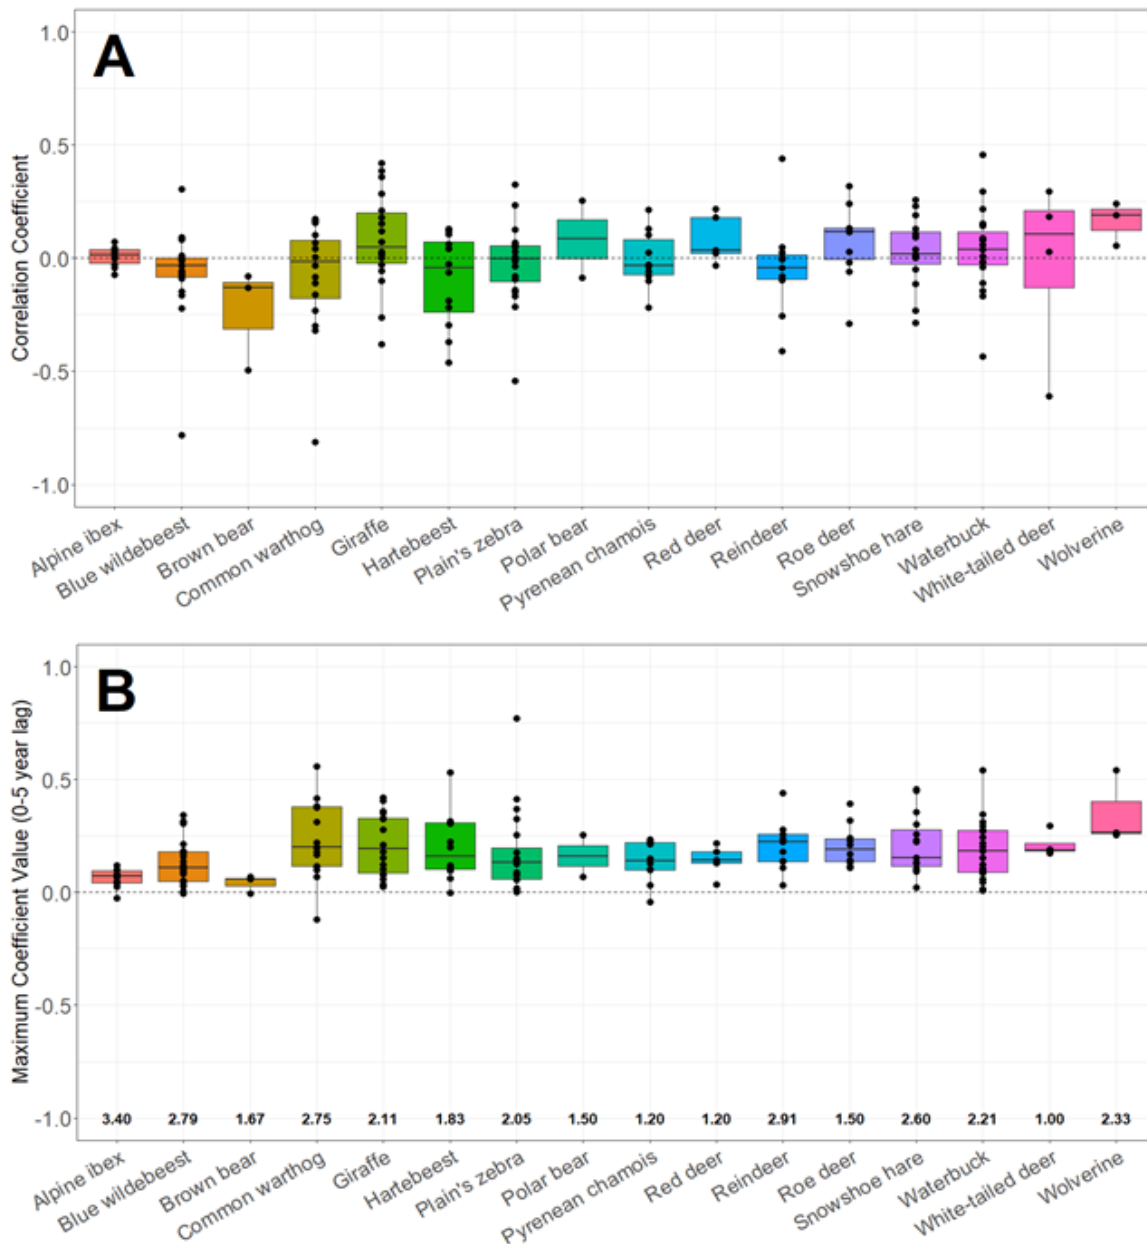 A
1.0
0.5
0.0
-0.5
-1.0
Correlation Coefficient
Alpine ibex
Blue wildebeest
Brown bear
Common warthog
Giraffe
Hartebeest
Plain's zebra
Polar bear
Pyrenean chamois
Red deer
Reindeer
Roe deer
Snowshoe hare
Waterbuck
White-tailed deer
Wolverine
B
1.0
0.5
0.0
-0.5
-1.0
Maximum Coefficient Value (0-5 year lag)
3.40 2.79 1.67 2.75 2.11 1.83 2.05 1.50 1.20 1.20 2.91 1.50 2.60 2.21 1.00 2.33
Alpine ibex
Blue wildebeest
Brown bear
Common warthog
Giraffe
Hartebeest
Plain's zebra
Polar bear
Pyrenean chamois
Red deer
Reindeer
Roe deer
Snowshoe hare
Waterbuck
White-tailed deer
Wolverine